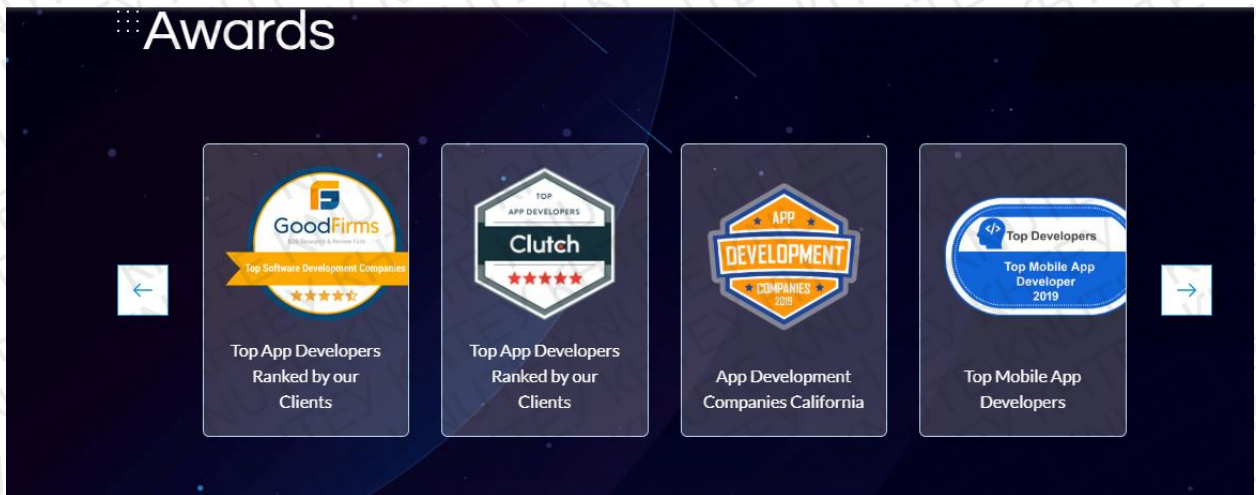 Awards
GoodFirms
B2B Research & Review Firm
Top Software Development Companies
Top App Developers
Ranked by our
Clients
TOP
APP DEVELOPERS
Clutch
Top App Developers
Ranked by our
Clients
APP
DEVELOPMENT
COMPANIES
2019
App Development
Companies California
Top Developers
Top Mobile App
Developer
2019
Top Mobile App
Developers